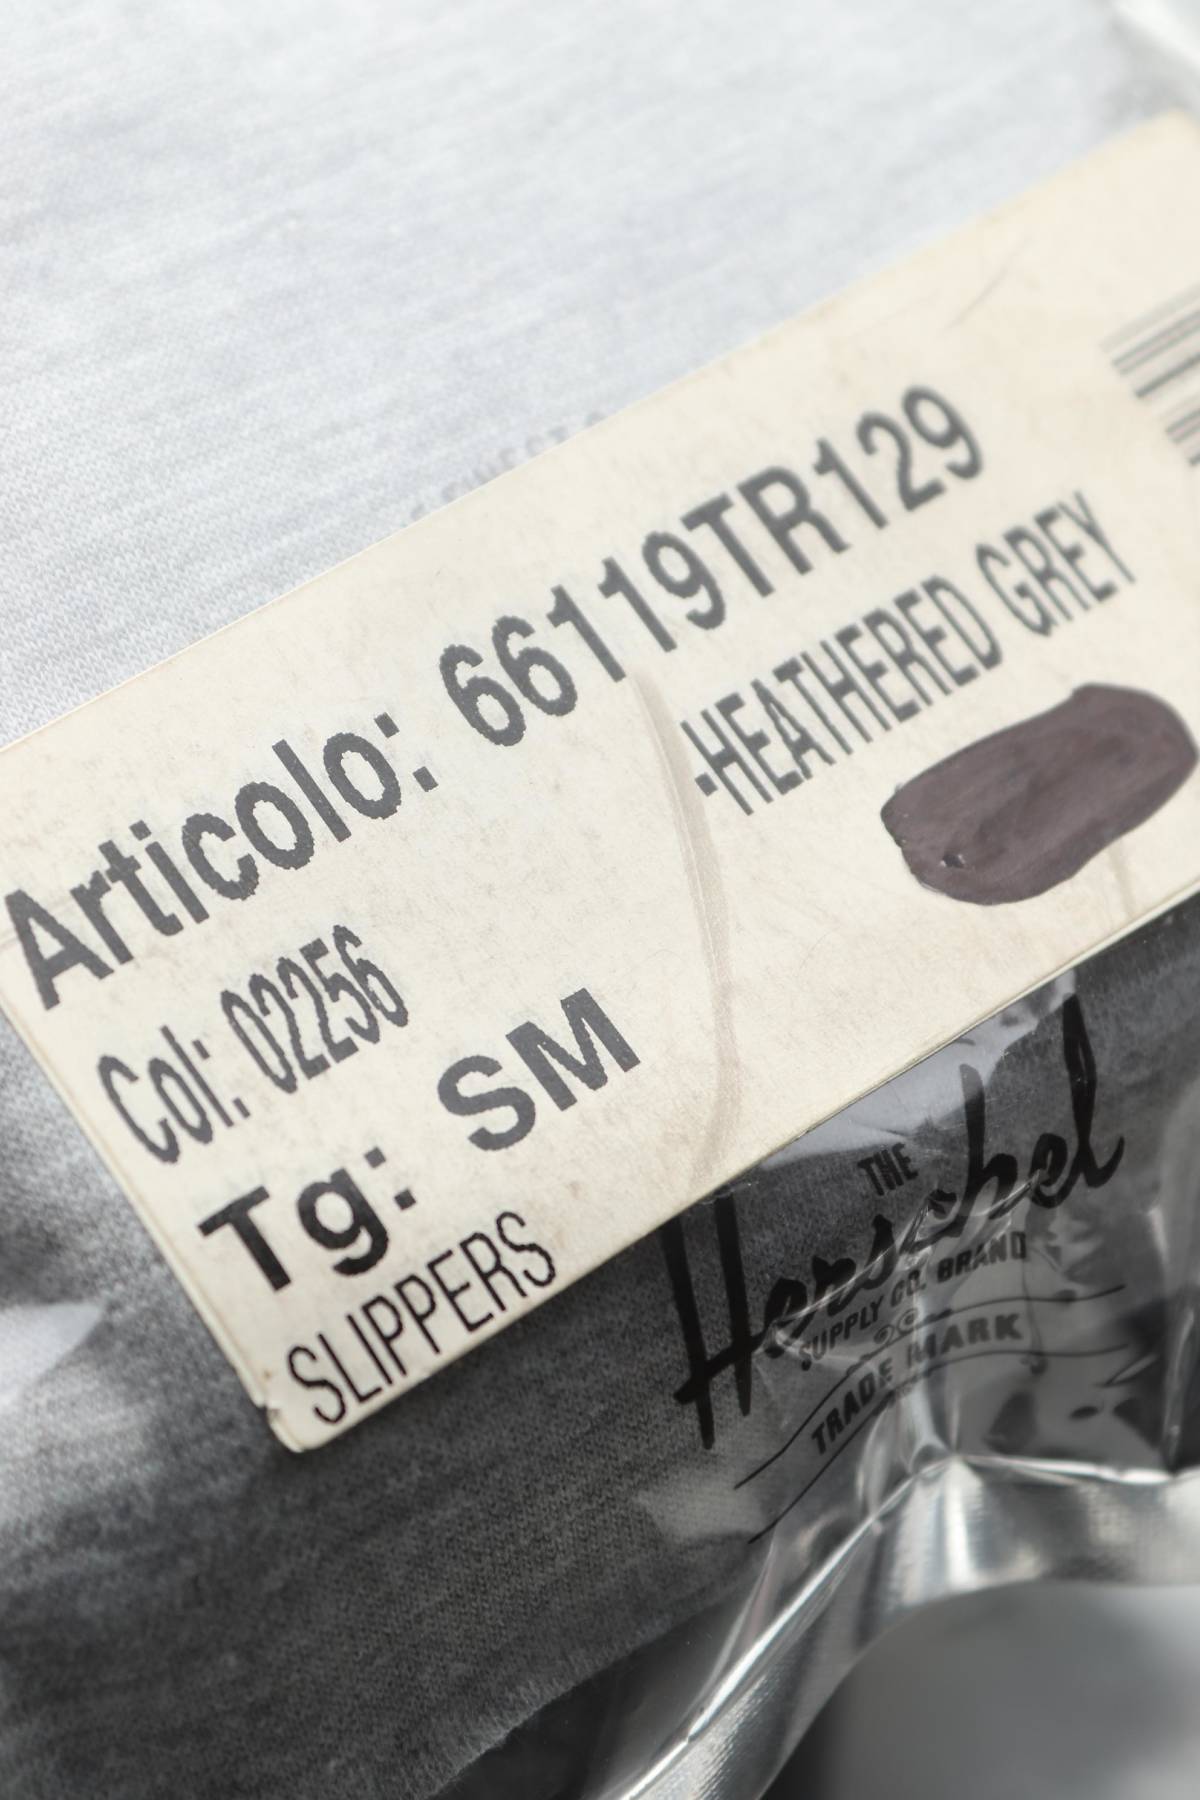 Articolo: 66119TR129
Col: 02256
-HEATHERED GREY
Tg: SM
SLIPPERS
THE
Herschel
SUPPLY CO. BRAND
TRADE MARK